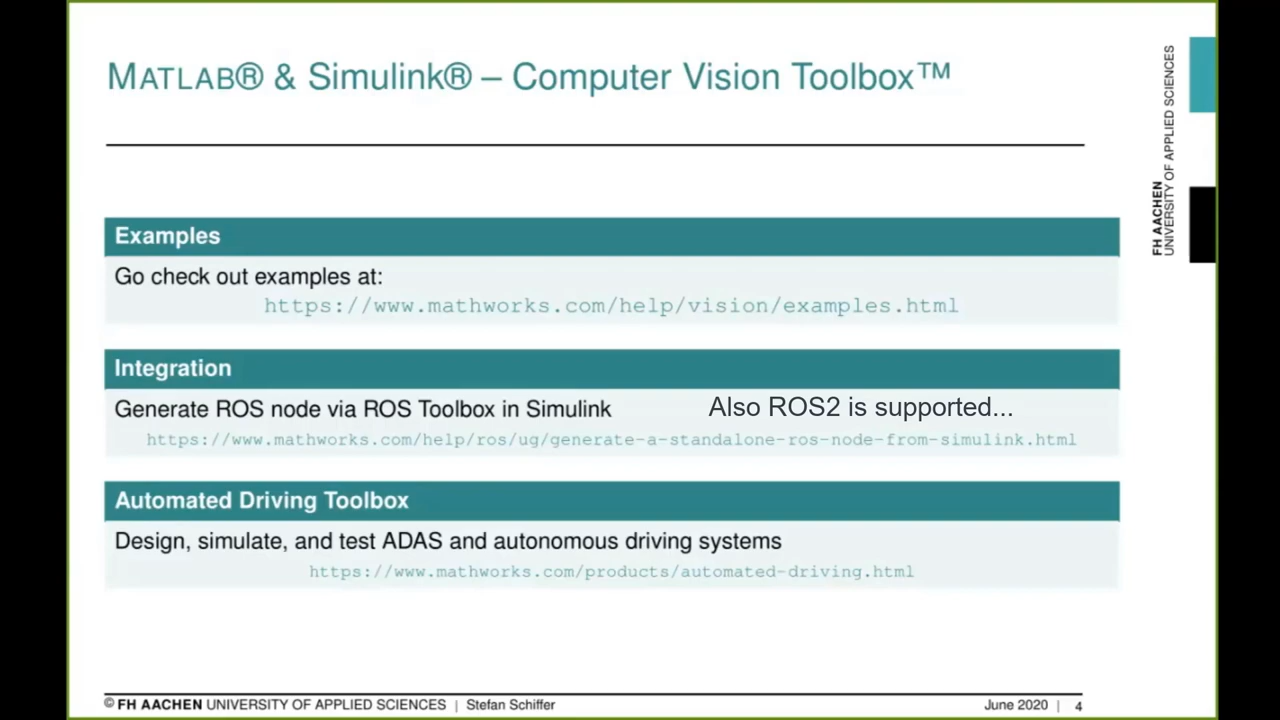 MATLAB® & Simulink® – Computer Vision Toolbox™
FH AACHEN
UNIVERSITY OF APPLIED SCIENCES
Examples
Go check out examples at:
https://www.mathworks.com/help/vision/examples.html
Integration
Generate ROS node via ROS Toolbox in Simulink Also ROS2 is supported...
https://www.mathworks.com/help/ros/ug/generate-a-standalone-ros-node-from-simulink.html
Automated Driving Toolbox
Design, simulate, and test ADAS and autonomous driving systems
https://www.mathworks.com/products/automated-driving.html
© FH AACHEN UNIVERSITY OF APPLIED SCIENCES | Stefan Schiffer June 2020 | 4